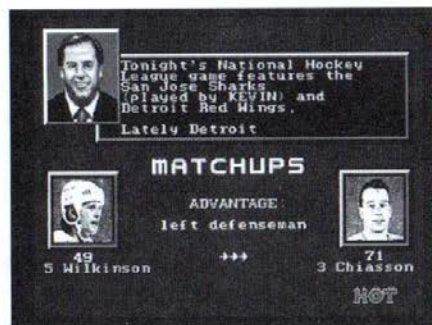 Tonight's National Hockey
League game features the
San Jose Sharks
(played by KEVIN) and
Detroit Red Wings.
Lately Detroit
MATCHUPS
ADVANTAGE:
left defenseman
49
71
5 Wilkinson
→→→
3 Chiasson
HOT